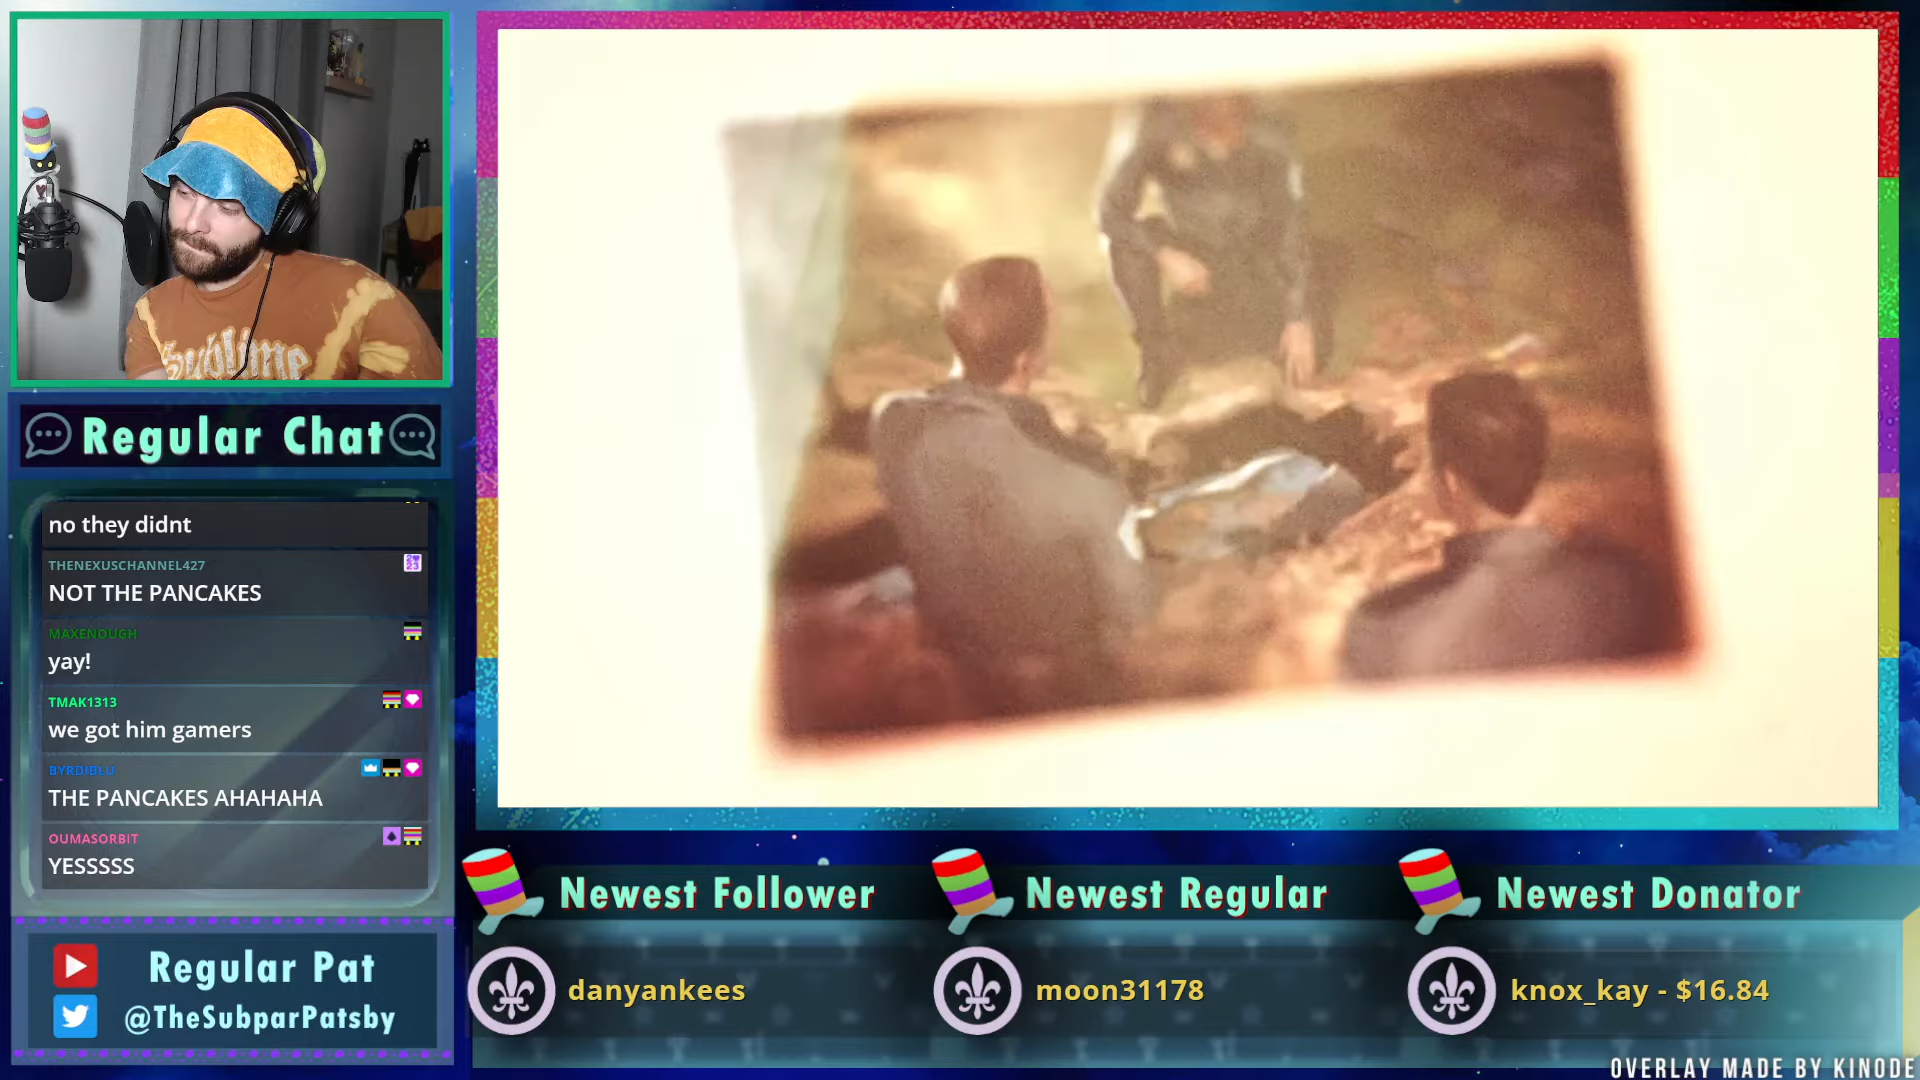 Sublime
Regular Chat
no they didnt
THENEXUSCHANNEL427
NOT THE PANCAKES
MAXENOUGH
yay!
TMAK1313
we got him gamers
BYRDIBLU
THE PANCAKES AHAHAHA
OUMASORBIT
YESSSSS
Regular Pat
@TheSubparPatsby
Newest Follower
danyankees
Newest Regular
moon31178
Newest Donator
knox_kay - $16.84
OVERLAY MADE BY KINODE